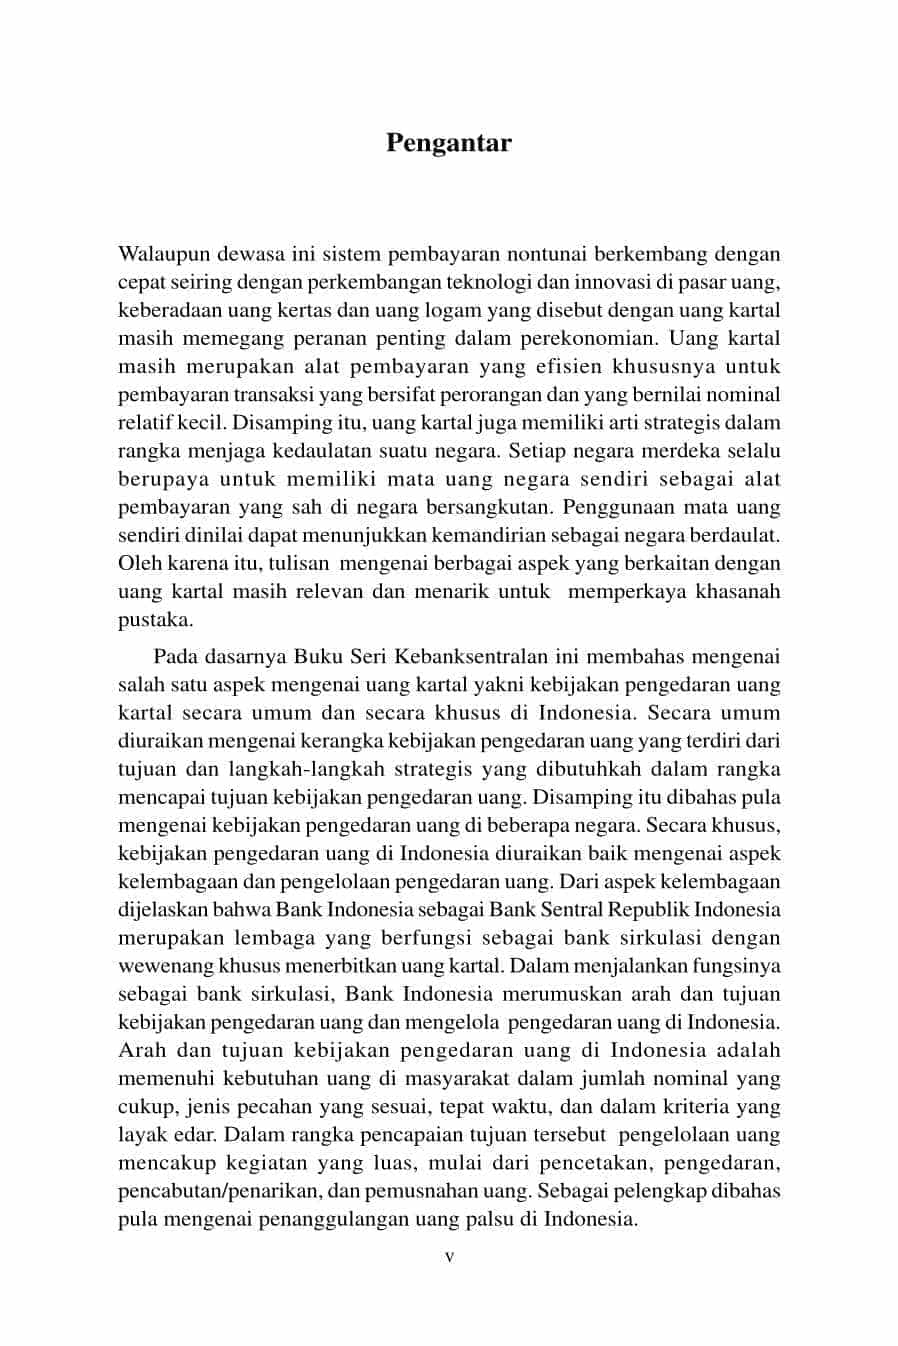 Pengantar
Walaupun dewasa ini sistem pembayaran nontunai berkembang dengan
cepat seiring dengan perkembangan teknologi dan innovasi di pasar uang,
keberadaan uang kertas dan uang logam yang disebut dengan uang kartal
masih memegang peranan penting dalam perekonomian. Uang kartal
masih merupakan alat pembayaran yang efisien khususnya untuk
pembayaran transaksi yang bersifat perorangan dan yang bernilai nominal
relatif kecil. Disamping itu, uang kartal juga memiliki arti strategis dalam
rangka menjaga kedaulatan suatu negara. Setiap negara merdeka selalu
berupaya untuk memiliki mata uang negara sendiri sebagai alat
pembayaran yang sah di negara bersangkutan. Penggunaan mata uang
sendiri dinilai dapat menunjukkan kemandirian sebagai negara berdaulat.
Oleh karena itu, tulisan mengenai berbagai aspek yang berkaitan dengan
uang kartal masih relevan dan menarik untuk memperkaya khasanah
pustaka.
Pada dasarnya Buku Seri Kebanksentralan ini membahas mengenai
salah satu aspek mengenai uang kartal yakni kebijakan pengedaran uang
kartal secara umum dan secara khusus di Indonesia. Secara umum
diuraikan mengenai kerangka kebijakan pengedaran uang yang terdiri dari
tujuan dan langkah-langkah strategis yang dibutuhkah dalam rangka
mencapai tujuan kebijakan pengedaran uang. Disamping itu dibahas pula
mengenai kebijakan pengedaran uang di beberapa negara. Secara khusus,
kebijakan pengedaran uang di Indonesia diuraikan baik mengenai aspek
kelembagaan dan pengelolaan pengedaran uang. Dari aspek kelembagaan
dijelaskan bahwa Bank Indonesia sebagai Bank Sentral Republik Indonesia
merupakan lembaga yang berfungsi sebagai bank sirkulasi dengan
wewenang khusus menerbitkan uang kartal. Dalam menjalankan fungsinya
sebagai bank sirkulasi, Bank Indonesia merumuskan arah dan tujuan
kebijakan pengedaran uang dan mengelola pengedaran uang di Indonesia.
Arah dan tujuan kebijakan pengedaran uang di Indonesia adalah
memenuhi kebutuhan uang di masyarakat dalam jumlah nominal yang
cukup, jenis pecahan yang sesuai, tepat waktu, dan dalam kriteria yang
layak edar. Dalam rangka pencapaian tujuan tersebut pengelolaan uang
mencakup kegiatan yang luas, mulai dari pencetakan, pengedaran,
pencabutan/penarikan, dan pemusnahan uang. Sebagai pelengkap dibahas
pula mengenai penanggulangan uang palsu di Indonesia.
v